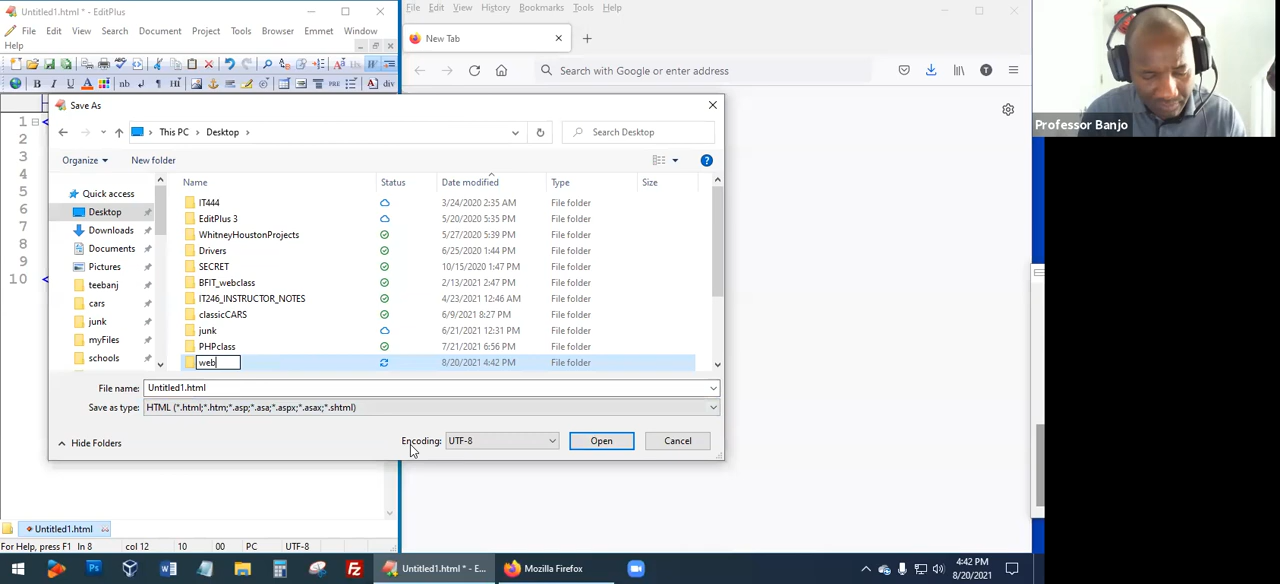 Untitled1.html * - EditPlus
File Edit View Search Document Project Tools Browser Emmet Window
Help
File Edit View History Bookmarks Tools Help
New Tab
Search with Google or enter address
T
B I U A nb Hi PRE A div
Save As
This PC Desktop
Search Desktop
Organize New folder
Name Status Date modified Type Size
Quick access
Desktop
Downloads
Documents
Pictures
teebanj
cars
junk
myFiles
schools
IT444 3/24/2020 2:35 AM File folder
EditPlus 3 5/20/2020 5:35 PM File folder
WhitneyHoustonProjects 5/27/2020 5:39 PM File folder
Drivers 6/25/2020 1:44 PM File folder
SECRET 10/15/2020 1:47 PM File folder
BFIT_webclass 2/13/2021 2:47 PM File folder
IT246_INSTRUCTOR_NOTES 4/23/2021 12:46 AM File folder
classicCARS 6/9/2021 8:27 PM File folder
junk 6/21/2021 12:31 PM File folder
PHPclass 7/21/2021 6:56 PM File folder
web 8/20/2021 4:42 PM File folder
File name: Untitled1.html
Save as type: HTML (*.html;*.htm;*.asp;*.asa;*.aspx;*.asax;*.shtml)
Hide Folders
Encoding: UTF-8
Open Cancel
1
2
3
4
5
6
7
8
9
10
Professor Banjo
Untitled1.html
For Help, press F1 ln 8 col 12 10 00 PC UTF-8
Untitled1.html * - E...
Mozilla Firefox
4:42 PM
8/20/2021